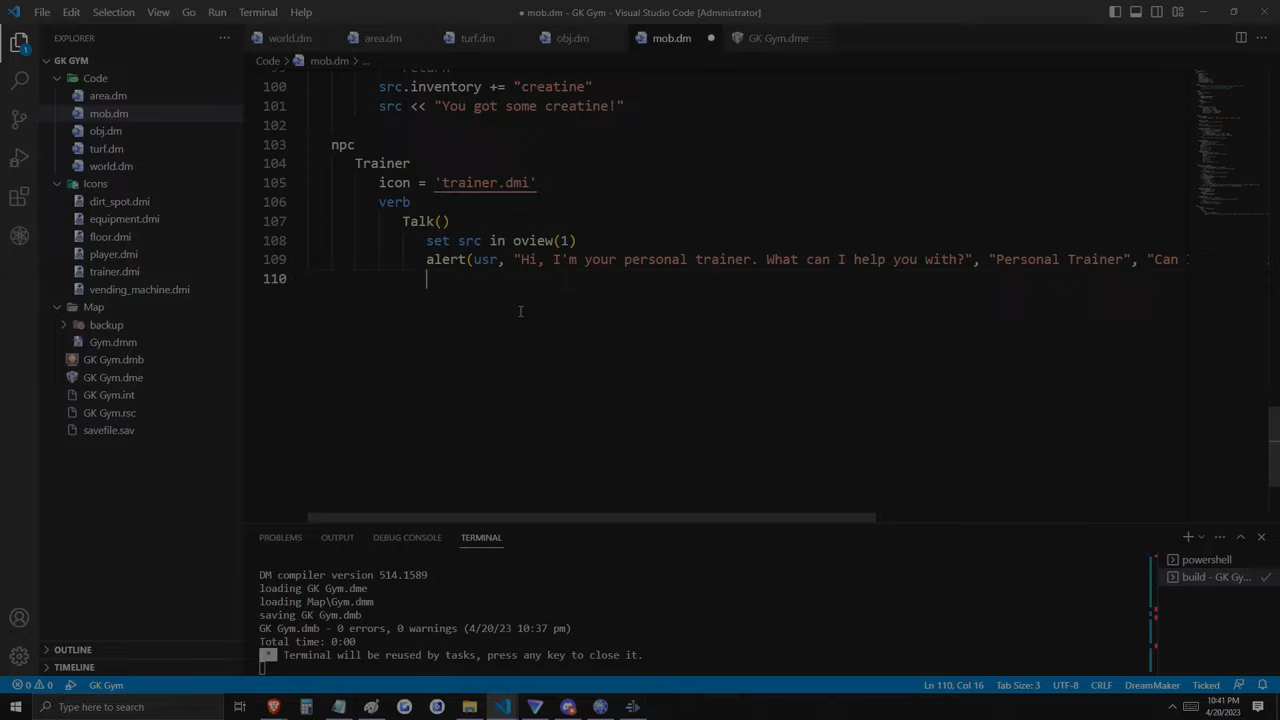 File Edit Selection View Go Run Terminal Help
● mob.dm - GK Gym - Visual Studio Code [Administrator]
EXPLORER
world.dm area.dm turf.dm obj.dm mob.dm GK Gym.dme
GK GYM
Code > mob.dm > ...
Code
area.dm
mob.dm
obj.dm
turf.dm
world.dm
Icons
dirt_spot.dmi
equipment.dmi
floor.dmi
player.dmi
trainer.dmi
vending_machine.dmi
Map
backup
Gym.dmm
GK Gym.dmb
GK Gym.dme
GK Gym.int
GK Gym.rsc
savefile.sav
OUTLINE
TIMELINE
99 return
100 src.inventory += "creatine"
101 src << "You got some creatine!"
102
103 npc
104 Trainer
105 icon = 'trainer.dmi'
106 verb
107 Talk()
108 set src in oview(1)
109 alert(usr, "Hi, I'm your personal trainer. What can I help you with?", "Personal Trainer", "Can
110
PROBLEMS OUTPUT DEBUG CONSOLE TERMINAL
DM compiler version 514.1589
loading GK Gym.dme
loading Map\Gym.dmm
saving GK Gym.dmb
GK Gym.dmb - 0 errors, 0 warnings (4/20/23 10:37 pm)
Total time: 0:00
* Terminal will be reused by tasks, press any key to close it.
powershell
build - GK Gy...
0 0 GK Gym Ln 110, Col 16 Tab Size: 3 UTF-8 CRLF DreamMaker Ticked
Type here to search
10:41 PM
4/20/2023